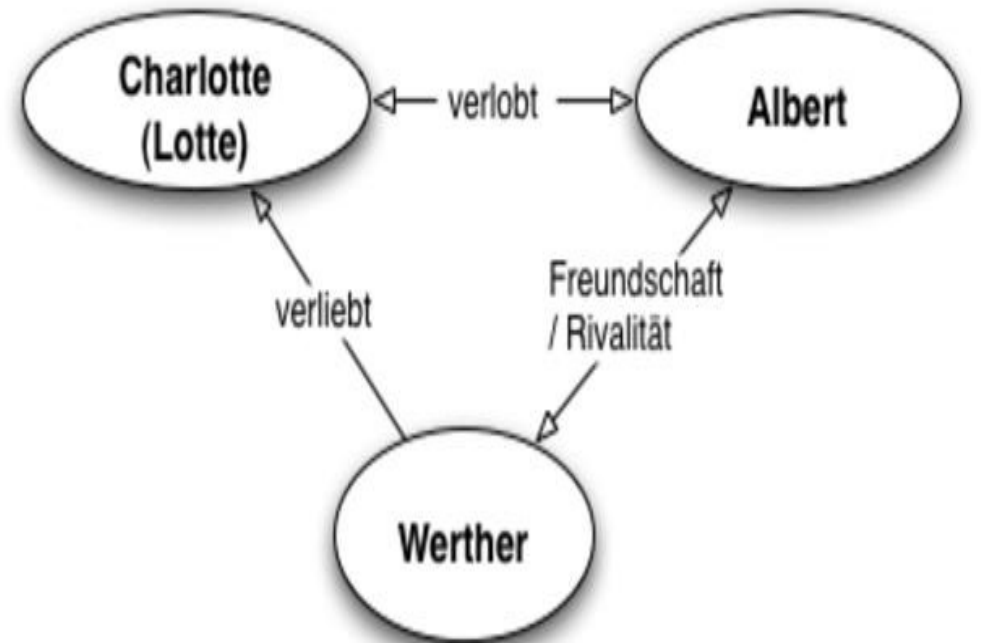 Charlotte
(Lotte)
verlobt
Albert
verliebt
Freundschaft
/ Rivalität
Werther